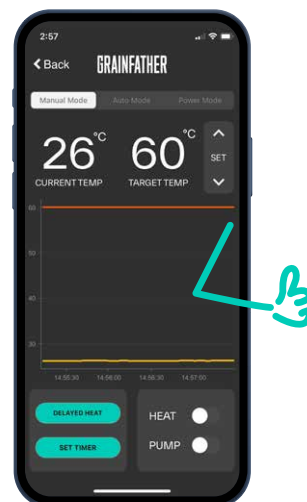 2:57
Back GRAINFATHER
Manual Mode Auto Mode Power Mode
26°C 60°C SET
CURRENT TEMP TARGET TEMP
60
50
40
30
14:55:30 14:56:00 14:56:30 14:57:00
DELAYED HEAT HEAT
SET TIMER PUMP